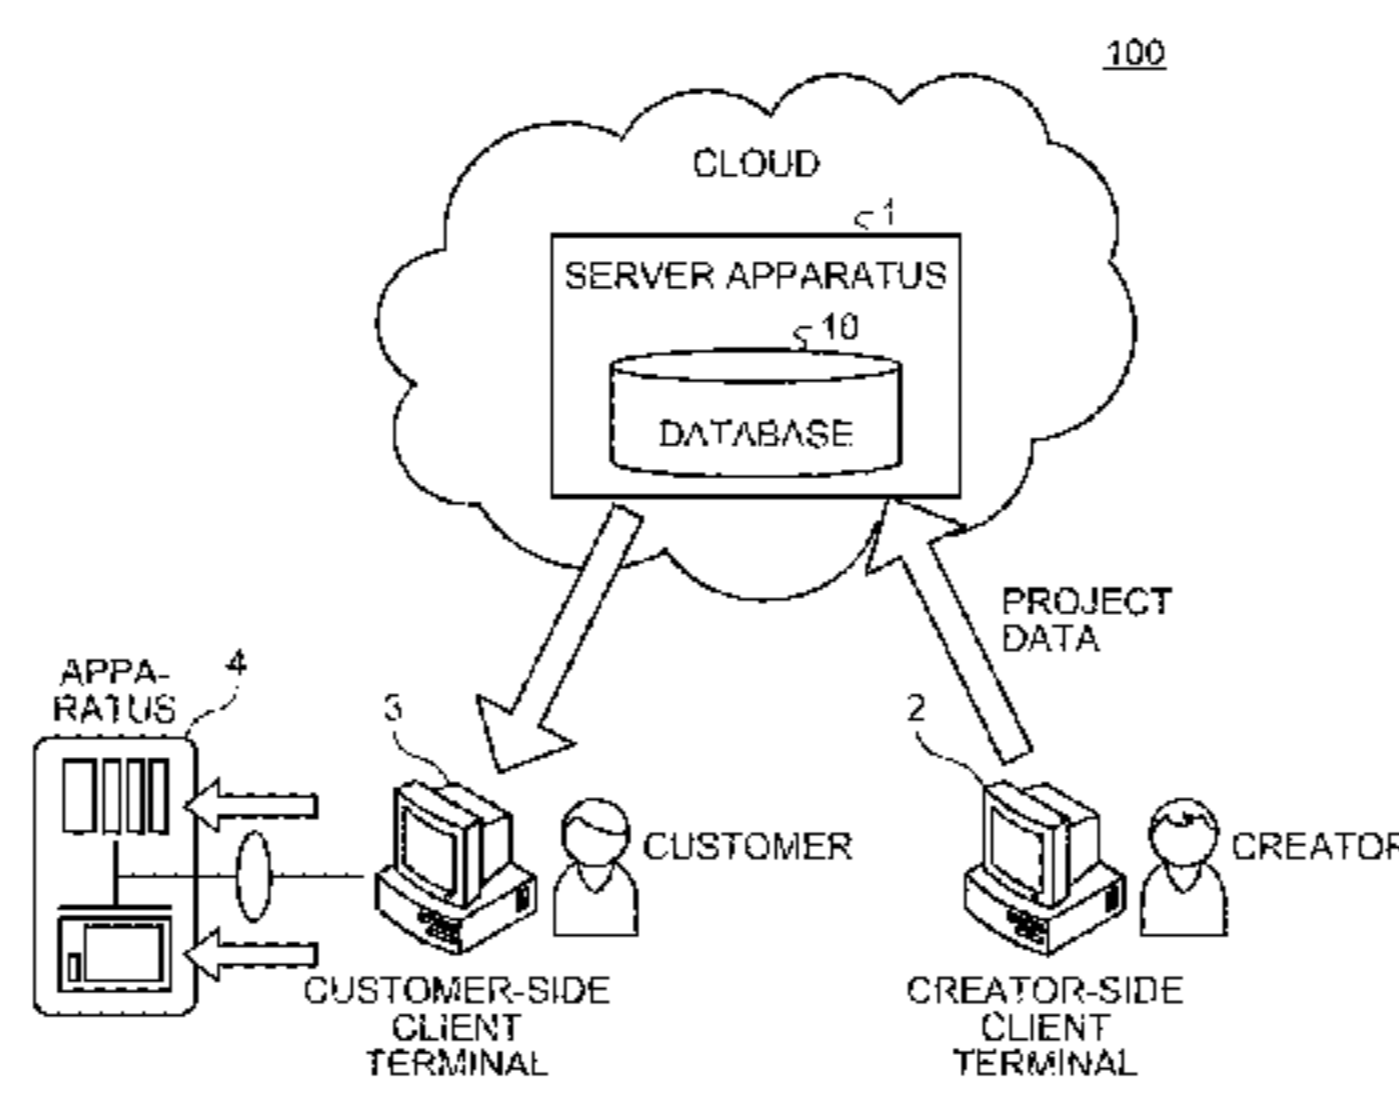 100
CLOUD
1
SERVER APPARATUS
10
DATABASE
PROJECT
DATA
APPA-
RATUS
4
3
2
CUSTOMER
CREATOR
CUSTOMER-SIDE
CLIENT
TERMINAL
CREATOR-SIDE
CLIENT
TERMINAL